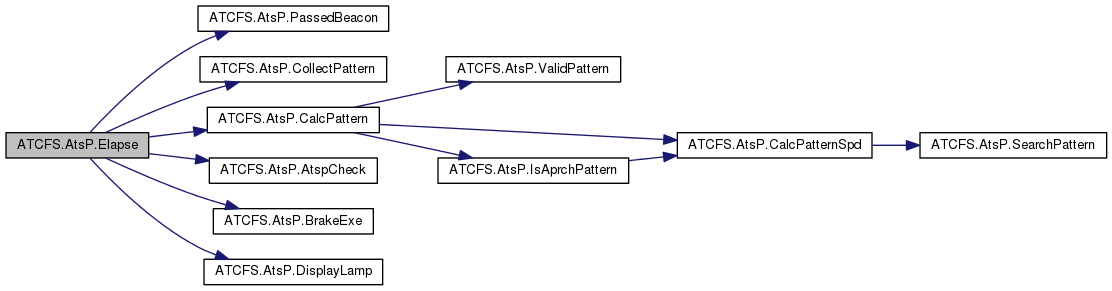 ATCFS.AtsP.PassedBeacon
ATCFS.AtsP.CollectPattern
ATCFS.AtsP.ValidPattern
ATCFS.AtsP.CalcPattern
ATCFS.AtsP.Elapse
ATCFS.AtsP.CalcPatternSpd
ATCFS.AtsP.SearchPattern
ATCFS.AtsP.AtspCheck
ATCFS.AtsP.IsAprchPattern
ATCFS.AtsP.BrakeExe
ATCFS.AtsP.DisplayLamp